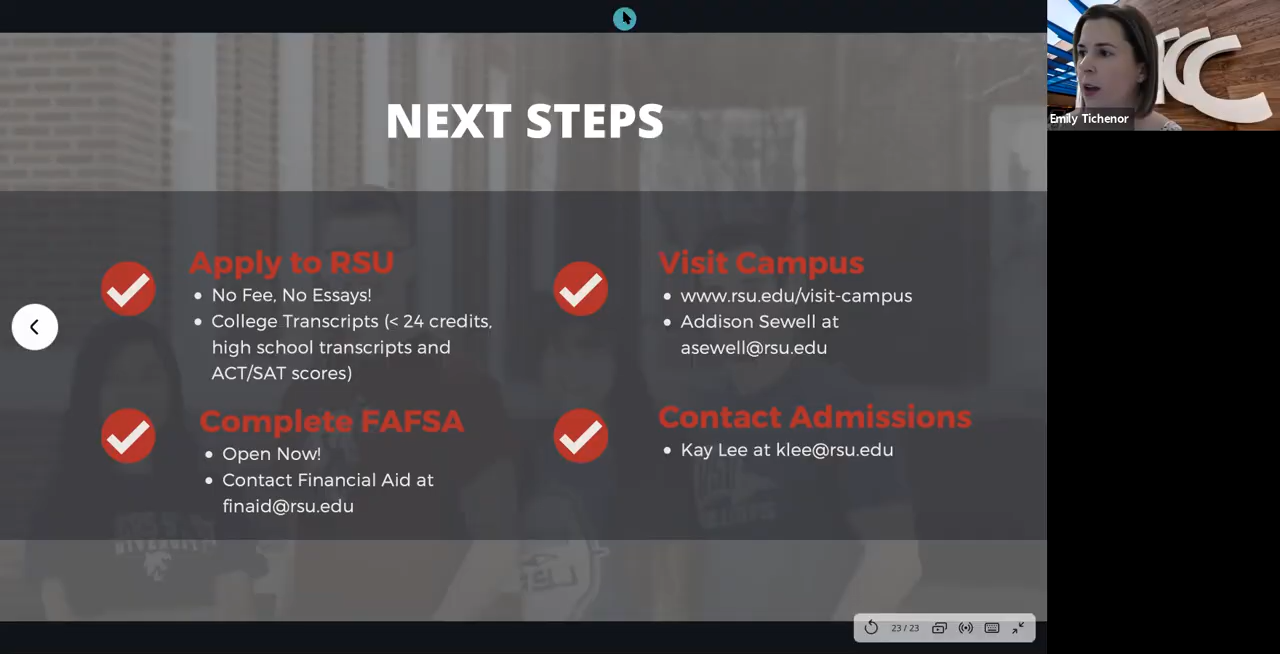 NEXT STEPS
Apply to RSU
No Fee, No Essays!
College Transcripts (< 24 credits,
high school transcripts and
ACT/SAT scores)
Complete FAFSA
Open Now!
Contact Financial Aid at
finaid@rsu.edu
Visit Campus
www.rsu.edu/visit-campus
Addison Sewell at
asewell@rsu.edu
Contact Admissions
Kay Lee at klee@rsu.edu
23 / 23
Emily Tichenor
CC